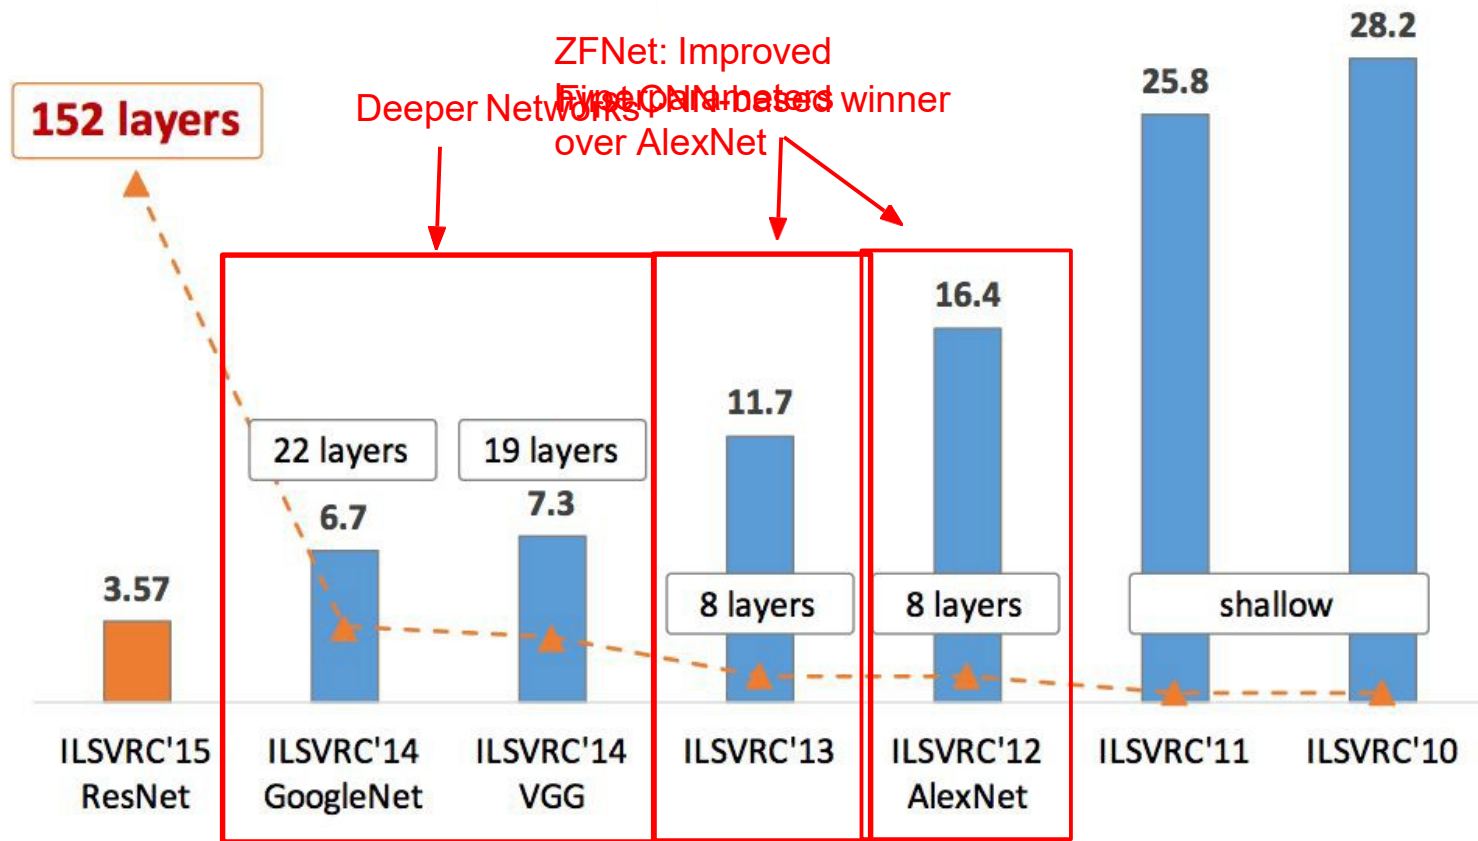 28.2
ZFNet: Improved
25.8
152 layers
Deeper Networks
Hyperparameters
First CNN-based winner
over AlexNet
16.4
11.7
22 layers
19 layers
7.3
6.7
3.57
8 layers
8 layers
shallow
ILSVRC'15
ResNet
ILSVRC'14
GoogleNet
ILSVRC'14
VGG
ILSVRC'13
ILSVRC'12
AlexNet
ILSVRC'11
ILSVRC'10